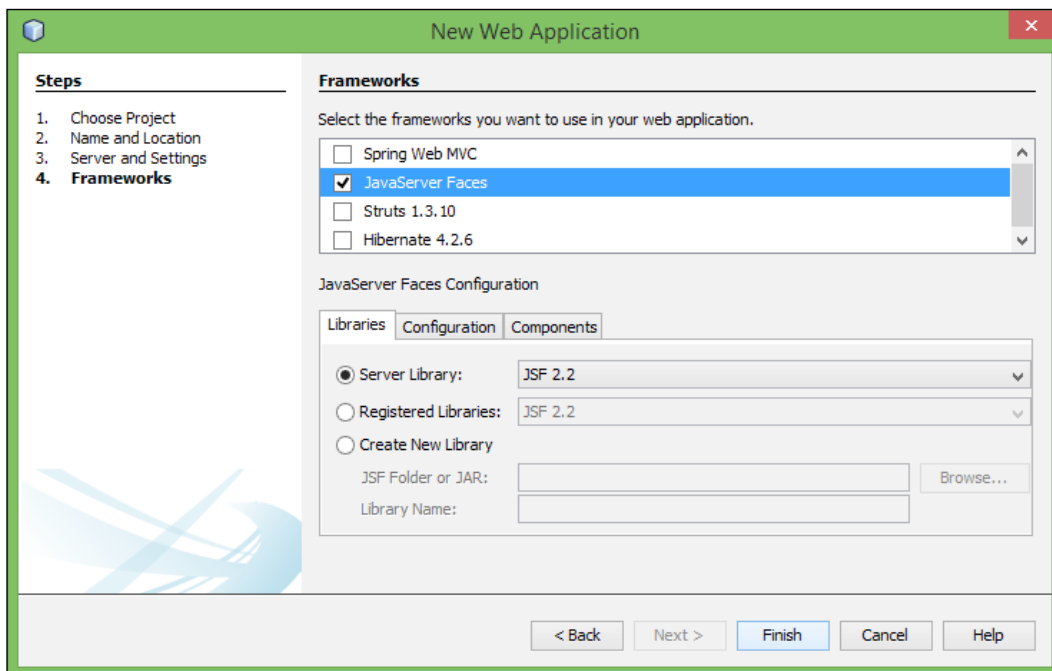 New Web Application
Steps
1. Choose Project
2. Name and Location
3. Server and Settings
4. Frameworks
Frameworks
Select the frameworks you want to use in your web application.
Spring Web MVC
JavaServer Faces
Struts 1.3.10
Hibernate 4.2.6
JavaServer Faces Configuration
Libraries Configuration Components
Server Library: JSF 2.2
Registered Libraries: JSF 2.2
Create New Library
JSF Folder or JAR: Browse...
Library Name:
< Back Next > Finish Cancel Help